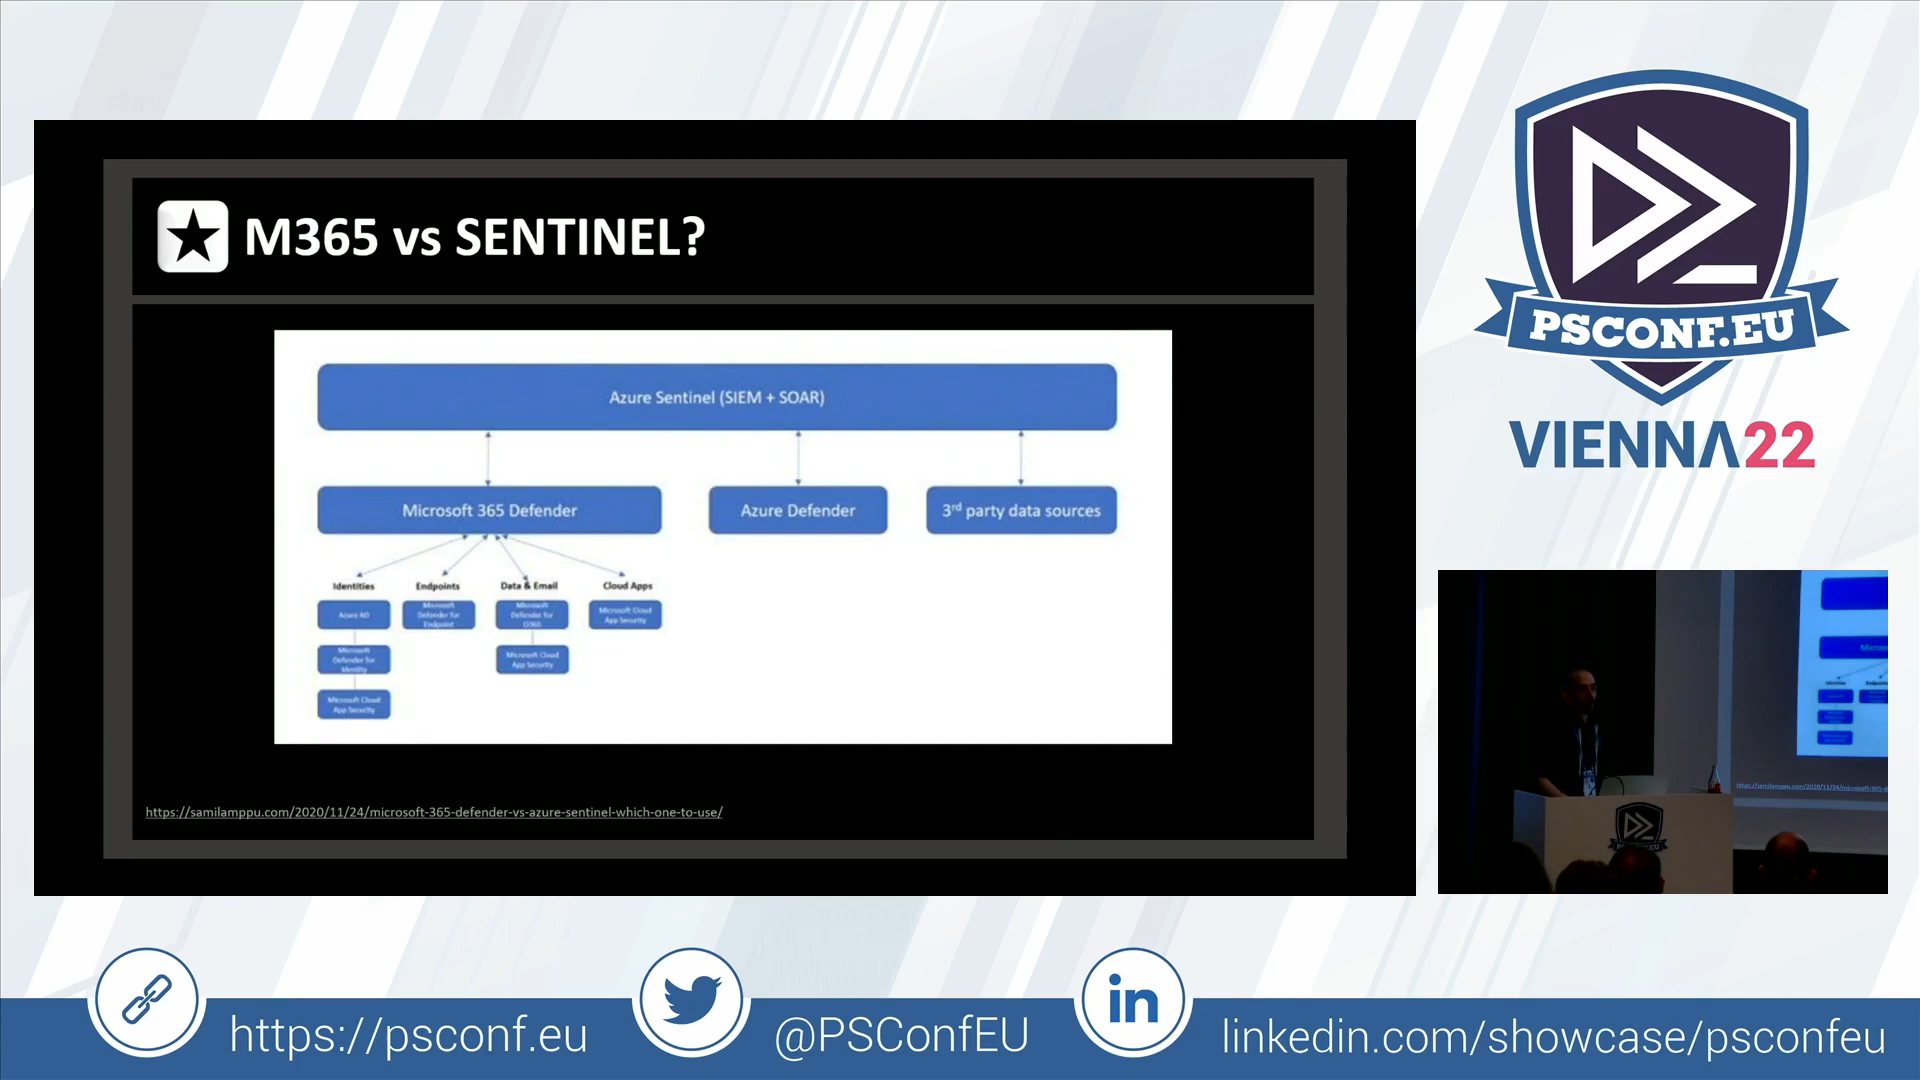 M365 vs SENTINEL?
Azure Sentinel (SIEM + SOAR)
Microsoft 365 Defender
Azure Defender
3rd party data sources
Identities
Endpoints
Data & Email
Cloud Apps
Azure AD
Microsoft
Defender for
Endpoint
Microsoft
Defender for
O365
Microsoft Cloud
App Security
Microsoft
Defender for
Identity
Microsoft Cloud
App Security
Microsoft Cloud
App Security
https://samilamppu.com/2020/11/24/microsoft-365-defender-vs-azure-sentinel-which-one-to-use/
PSCONF.EU
VIENNA22
https://psconf.eu
@PSConfEU
in
linkedin.com/showcase/psconfeu